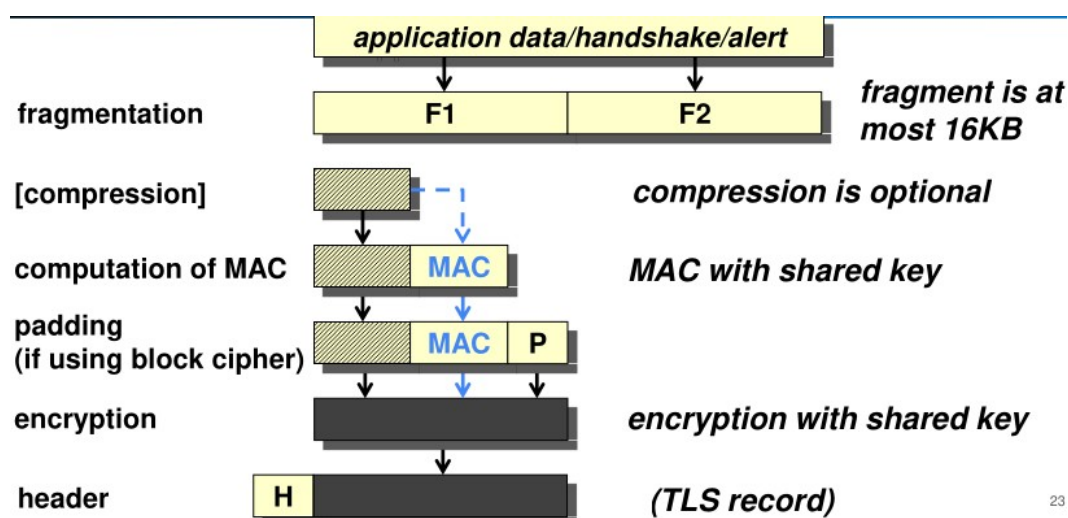 application data/handshake/alert
fragmentation
F1
F2
fragment is at
most 16KB
[compression]
compression is optional
computation of MAC
MAC
MAC with shared key
padding
(if using block cipher)
MAC
P
encryption
encryption with shared key
header
H
(TLS record)
23